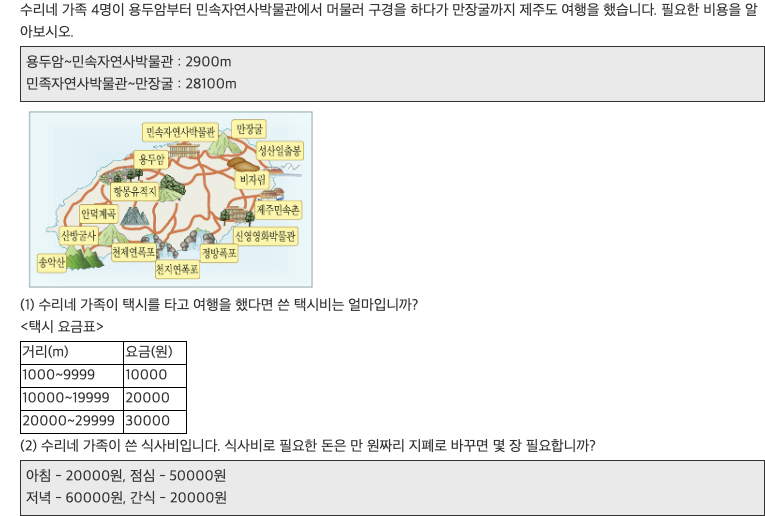 수리네 가족 4명이 용두암부터 민속자연사박물관에서 머물러 구경을 하다가 만장굴까지 제주도 여행을 했습니다. 필요한 비용을 알
아보시오.
용두암~민속자연사박물관 : 2900m
민족자연사박물관~만장굴 : 28100m
민속자연사박물관
만장굴
성산일출봉
용두암
비자림
항몽유적지
제주민속촌
안덕계곡
산방굴사
신영영화박물관
천제연폭포
정방폭포
송악산
천지연폭포
(1) 수리네 가족이 택시를 타고 여행을 했다면 쓴 택시비는 얼마입니까?
<택시 요금표>
거리(m) 요금(원)
1000~9999 10000
10000~19999 20000
20000~29999 30000
(2) 수리네 가족이 쓴 식사비입니다. 식사비로 필요한 돈은 만 원짜리 지폐로 바꾸면 몇 장 필요합니까?
아침 - 20000원, 점심 - 50000원
저녁 - 60000원, 간식 - 20000원